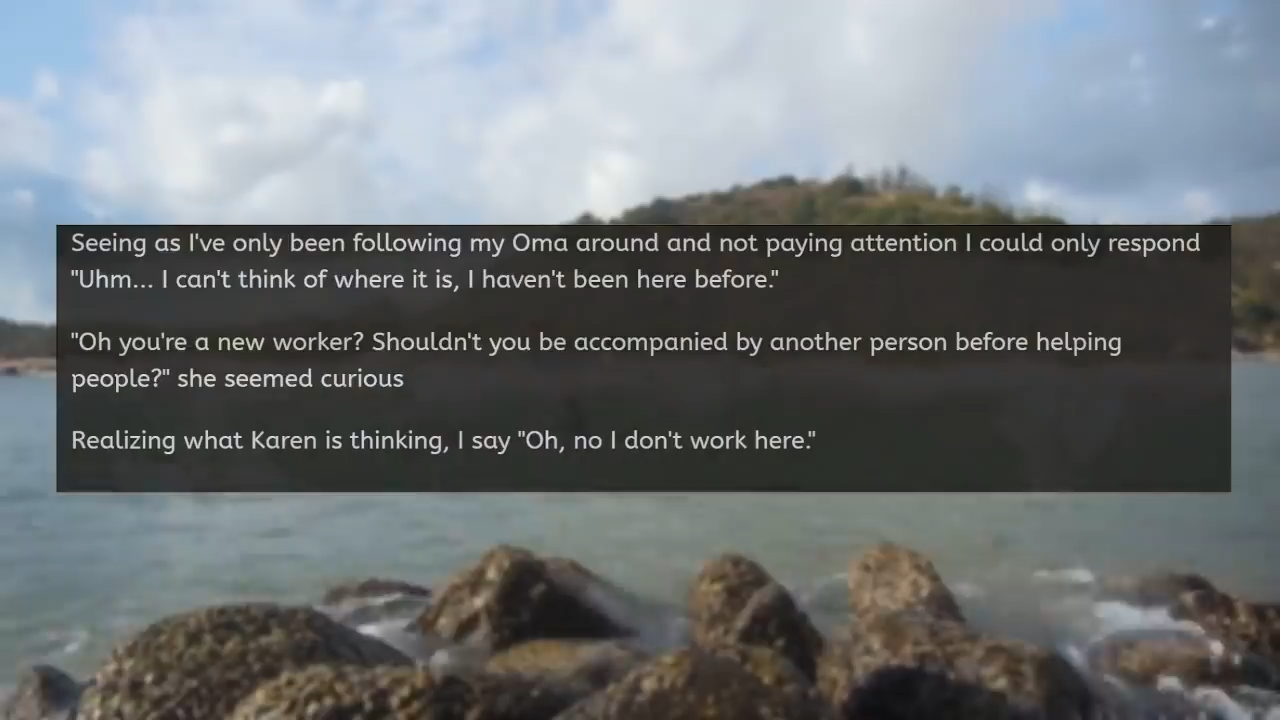 Seeing as I've only been following my Oma around and not paying attention I could only respond
"Uhm... I can't think of where it is, I haven't been here before."
"Oh you're a new worker? Shouldn't you be accompanied by another person before helping
people?" she seemed curious
Realizing what Karen is thinking, I say "Oh, no I don't work here."